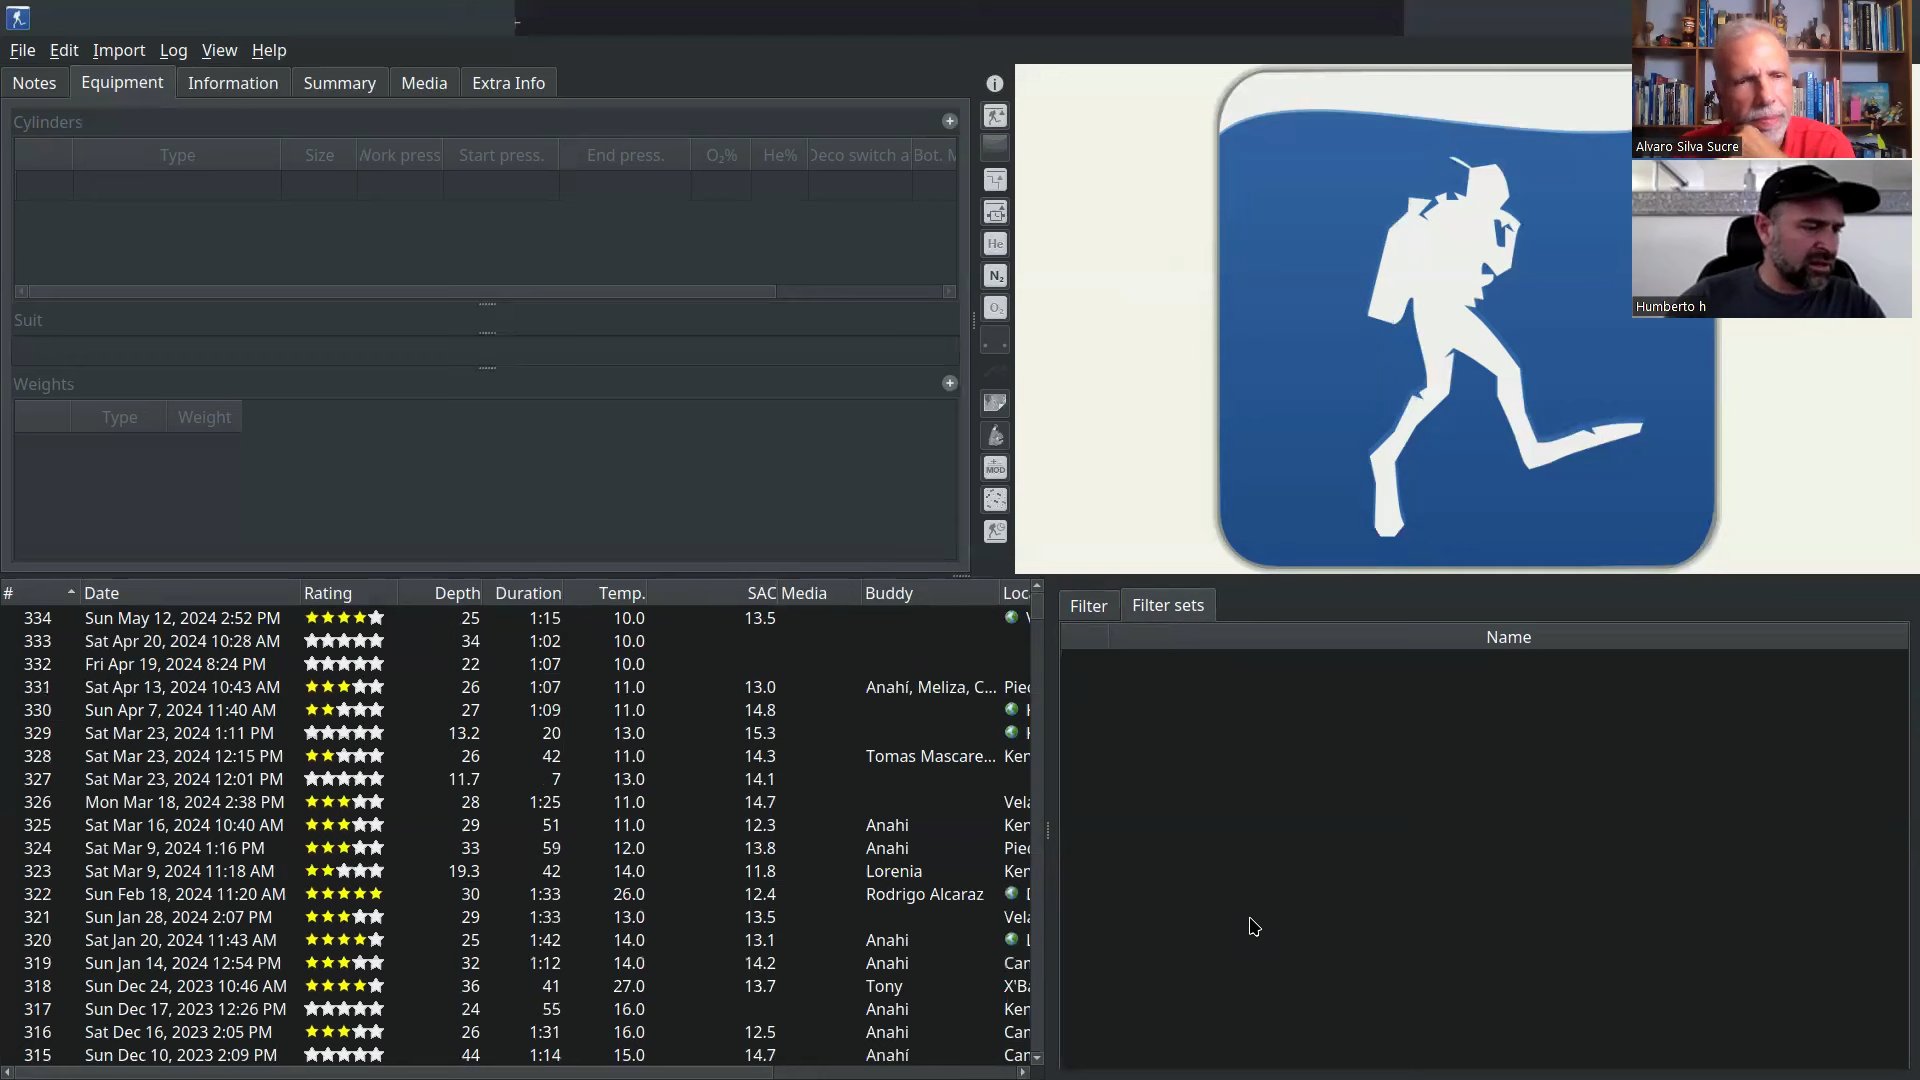 File Edit Import Log View Help
Notes Equipment Information Summary Media Extra Info
Cylinders
Type Size Work press Start press. End press. O₂% He% Deco switch a Bot. M
Suit
Weights
Type Weight
He
N₂
O₂
MOD
Alvaro Silva Sucre
Humberto h
# Date Rating Depth Duration Temp. SAC Media Buddy Loc
334 Sun May 12, 2024 2:52 PM 25 1:15 10.0 13.5
333 Sat Apr 20, 2024 10:28 AM 34 1:02 10.0
332 Fri Apr 19, 2024 8:24 PM 22 1:07 10.0
331 Sat Apr 13, 2024 10:43 AM 26 1:07 11.0 13.0 Anahí, Meliza, C... Pied
330 Sun Apr 7, 2024 11:40 AM 27 1:09 11.0 14.8
329 Sat Mar 23, 2024 1:11 PM 13.2 20 13.0 15.3
328 Sat Mar 23, 2024 12:15 PM 26 42 11.0 14.3 Tomas Mascare... Ken
327 Sat Mar 23, 2024 12:01 PM 11.7 7 13.0 14.1
326 Mon Mar 18, 2024 2:38 PM 28 1:25 11.0 14.7 Vela
325 Sat Mar 16, 2024 10:40 AM 29 51 11.0 12.3 Anahi Ken
324 Sat Mar 9, 2024 1:16 PM 33 59 12.0 13.8 Anahi Pied
323 Sat Mar 9, 2024 11:18 AM 19.3 42 14.0 11.8 Lorenia Ken
322 Sun Feb 18, 2024 11:20 AM 30 1:33 26.0 12.4 Rodrigo Alcaraz
321 Sun Jan 28, 2024 2:07 PM 29 1:33 13.0 13.5 Vela
320 Sat Jan 20, 2024 11:43 AM 25 1:42 14.0 13.1 Anahi
319 Sun Jan 14, 2024 12:54 PM 32 1:12 14.0 14.2 Anahi Can
318 Sun Dec 24, 2023 10:46 AM 36 41 27.0 13.7 Tony X'Ba
317 Sun Dec 17, 2023 12:26 PM 24 55 16.0 Anahi Ken
316 Sat Dec 16, 2023 2:05 PM 26 1:31 16.0 12.5 Anahi Can
315 Sun Dec 10, 2023 2:09 PM 44 1:14 15.0 14.7 Anahí Can
Filter Filter sets
Name